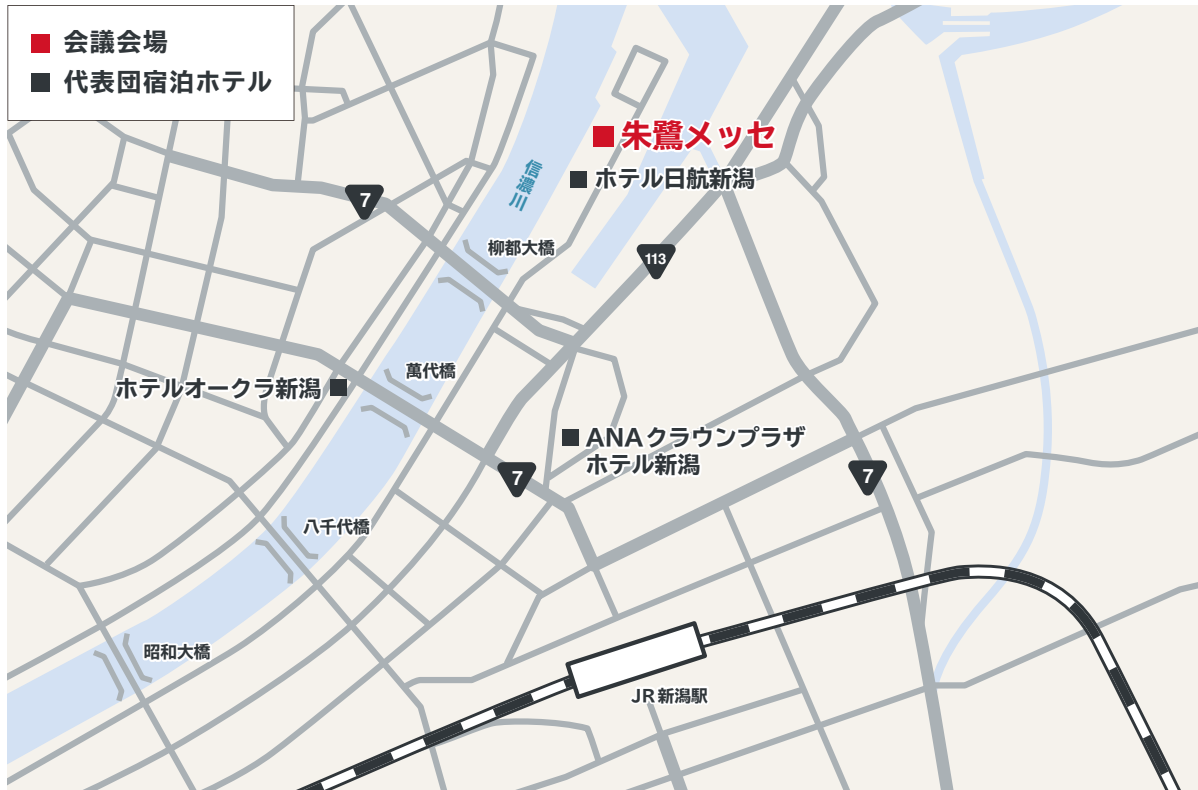 会議会場
代表団宿泊ホテル
朱鷺メッセ
信濃川
ホテル日航新潟
7
柳都大橋
113
萬代橋
ホテルオークラ新潟
ANAクラウンプラザ
ホテル新潟
7
7
八千代橋
昭和大橋
JR新潟駅